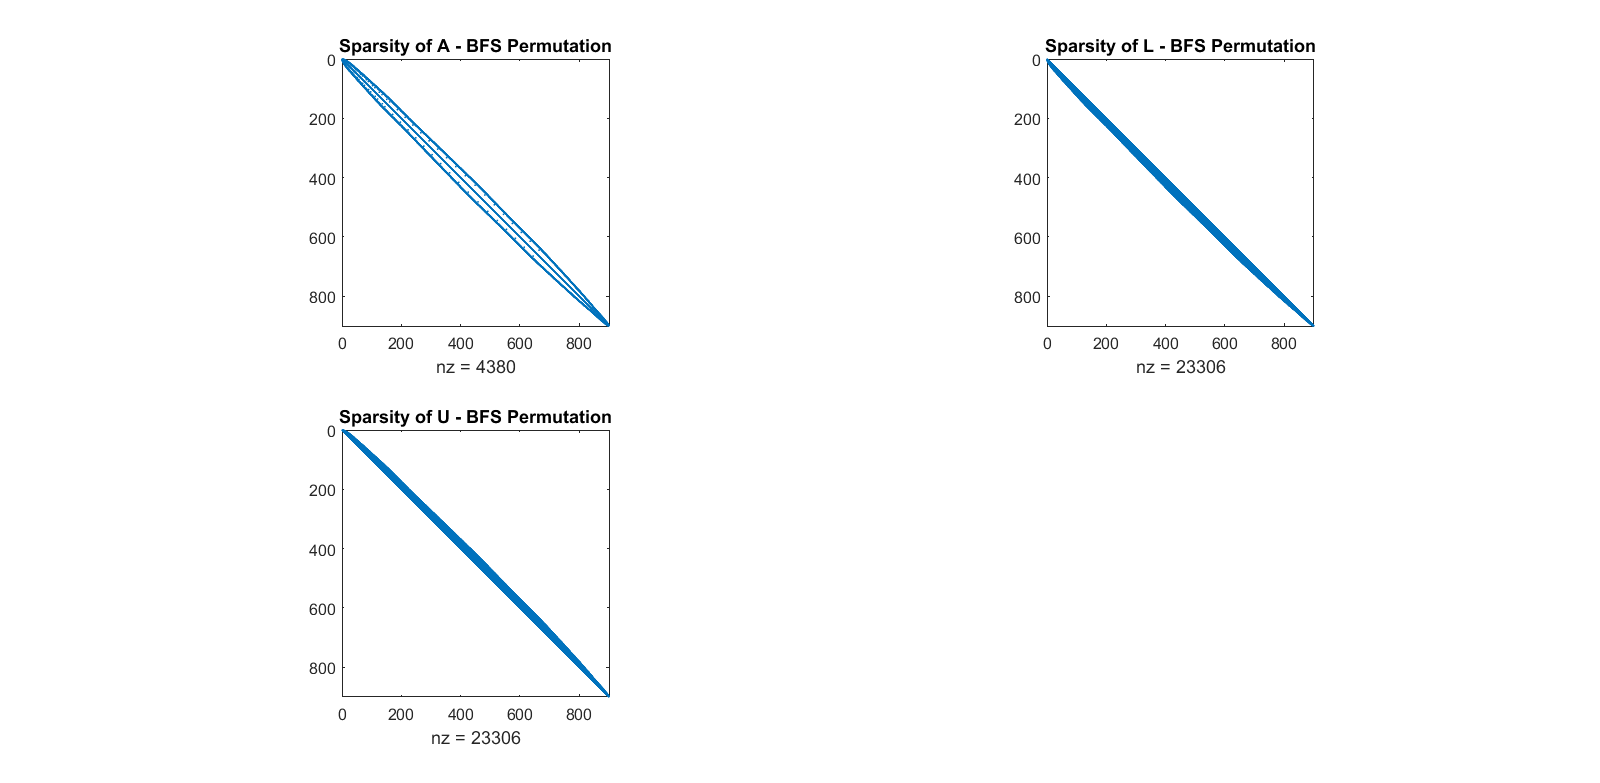 Sparsity of A - BFS Permutation
0
200
400
600
800
0 200 400 600 800
nz = 4380
Sparsity of L - BFS Permutation
0
200
400
600
800
0 200 400 600 800
nz = 23306
Sparsity of U - BFS Permutation
0
200
400
600
800
0 200 400 600 800
nz = 23306